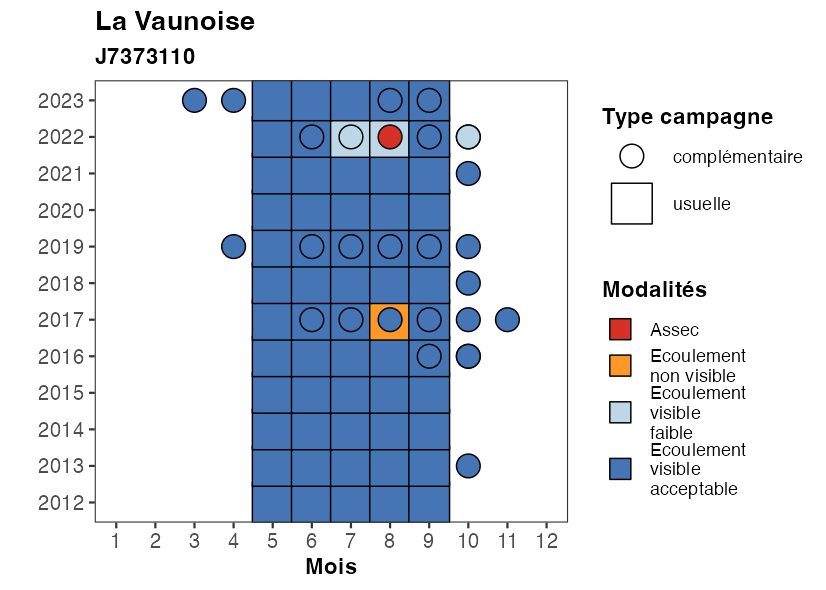 La Vaunoise
J7373110
2023
2022
2021
2020
2019
2018
2017
2016
2015
2014
2013
2012
1 2 3 4 5 6 7 8 9 10 11 12
Mois
Type campagne
complémentaire
usuelle
Modalités
Assec
Ecoulement
non visible
Ecoulement
visible
faible
Ecoulement
visible
acceptable